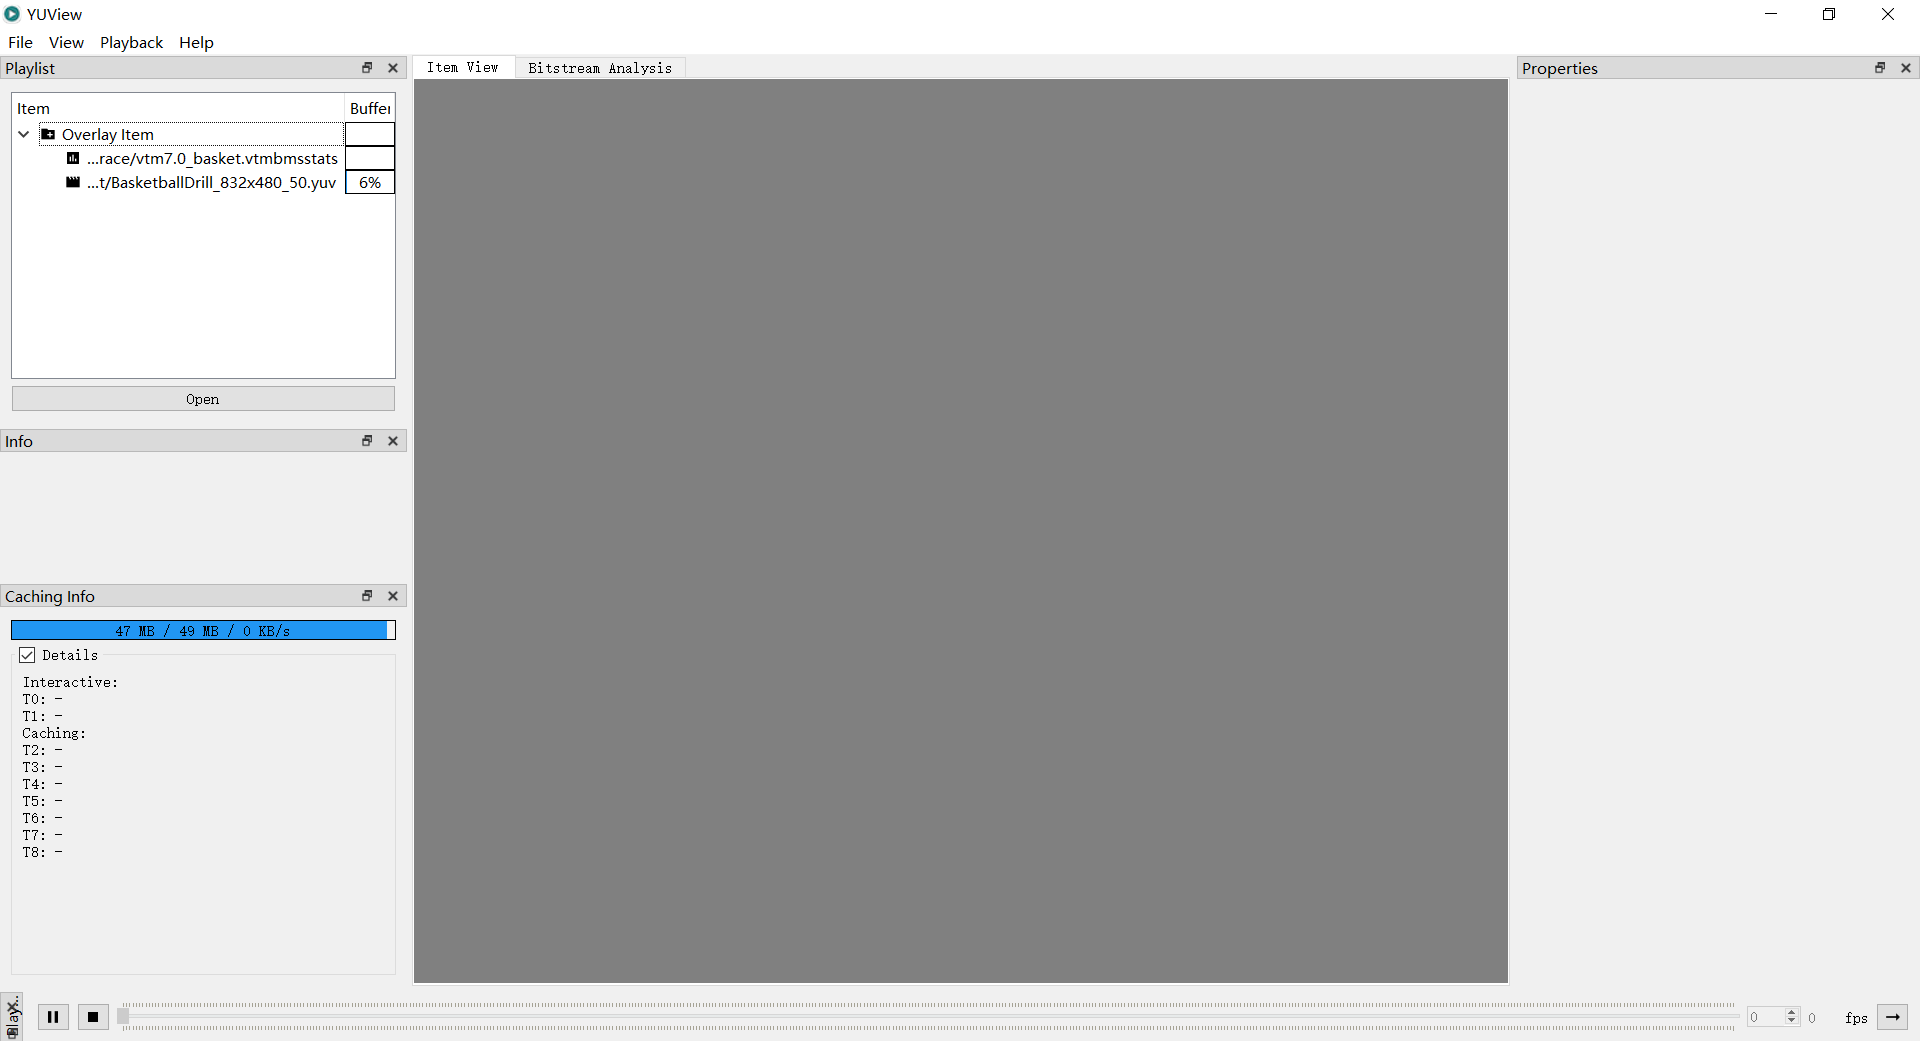 YUView
File View Playback Help
Playlist
Item View
Bitstream Analysis
Properties
Item
Buffer
Overlay Item
...race/vtm7.0_basket.vtmbmsstats
...t/BasketballDrill_832x480_50.yuv
6%
Open
Info
Caching Info
47 MB / 49 MB / 0 KB/s
Details
Interactive:
T0: -
T1: -
Caching:
T2: -
T3: -
T4: -
T5: -
T6: -
T7: -
T8: -
Play...
0
0
fps